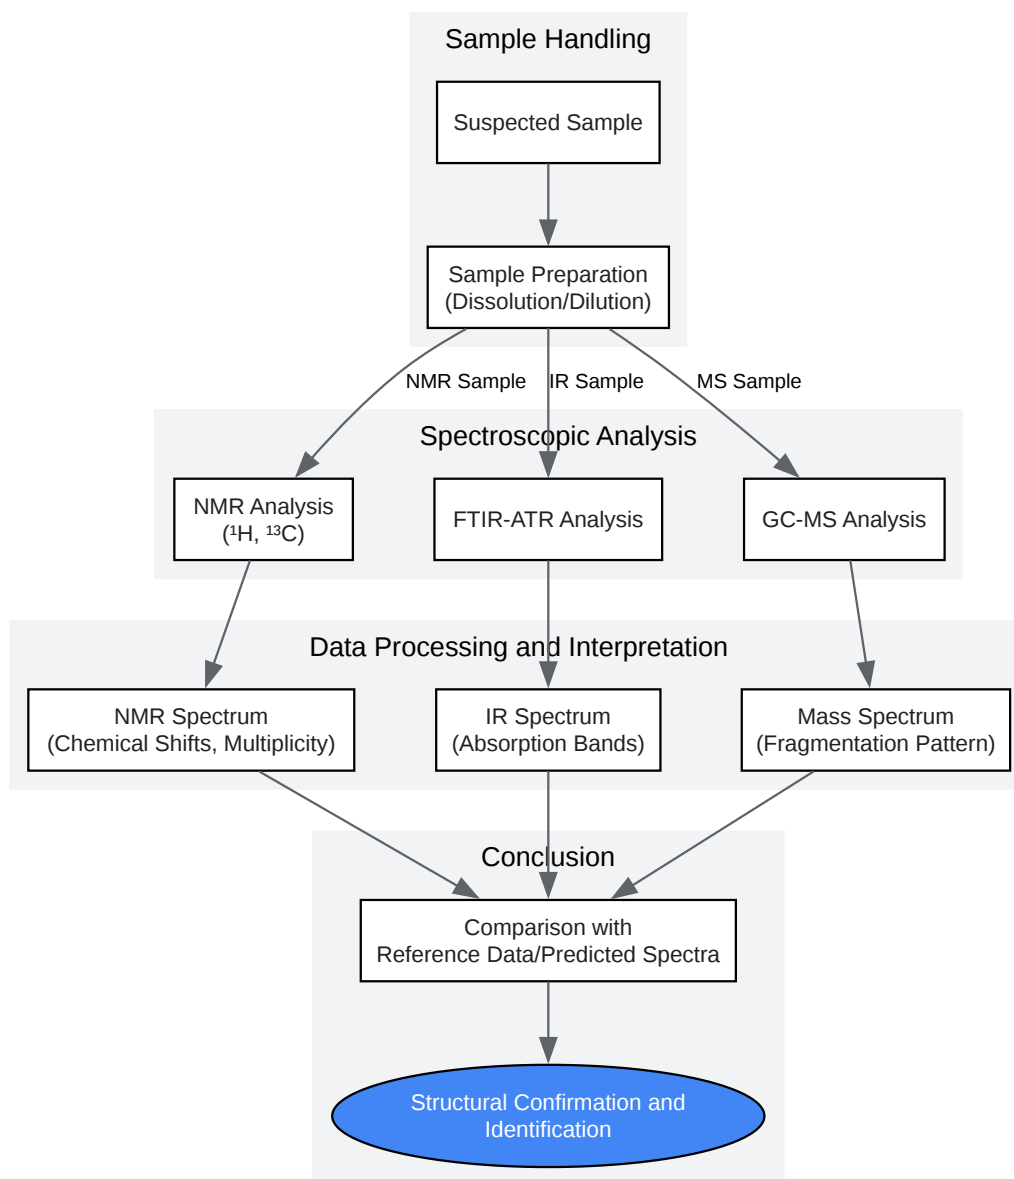 Sample Handling
Suspected Sample
Sample Preparation
(Dissolution/Dilution)
NMR Sample
IR Sample
MS Sample
Spectroscopic Analysis
NMR Analysis
(¹H, ¹³C)
FTIR-ATR Analysis
GC-MS Analysis
Data Processing and Interpretation
NMR Spectrum
(Chemical Shifts, Multiplicity)
IR Spectrum
(Absorption Bands)
Mass Spectrum
(Fragmentation Pattern)
Conclusion
Comparison with
Reference Data/Predicted Spectra
Structural Confirmation and
Identification